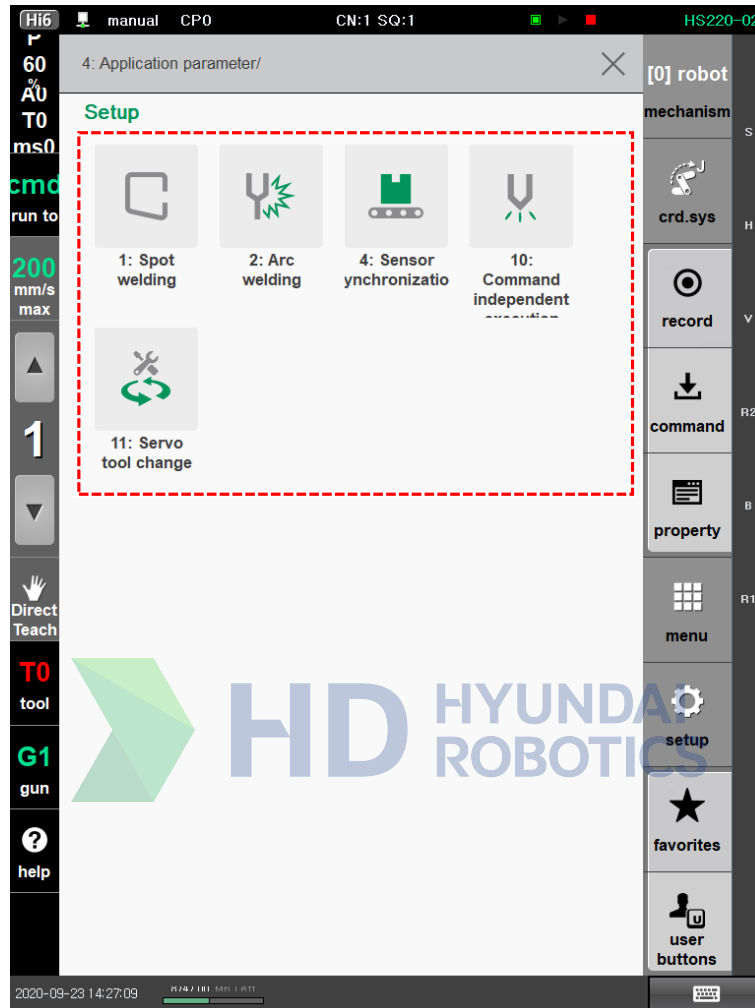 Hi6 manual CP0 CN:1 SQ:1 HS220-02
P
60
%
A0
T0
ms0
cmd
run to
200
mm/s
max
1
Direct
Teach
T0
tool
G1
gun
help
4: Application parameter/
Setup
1: Spot
welding
2: Arc
welding
4: Sensor
ynchronizatio
10:
Command
independent
execution
11: Servo
tool change
HD HYUNDAI
ROBOTICS
[0] robot
mechanism
J
crd.sys
record
command
property
menu
setup
favorites
U
user
buttons
S
H
V
R2
B
R1
2020-09-23 14:27:09